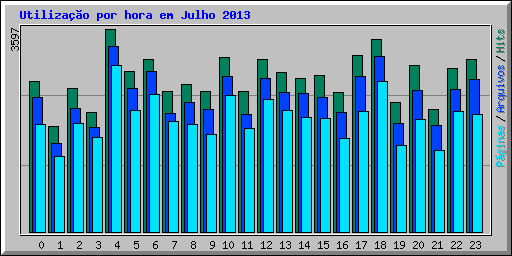 Utilização por hora em Julho 2013
3597
Páginas / Arquivos / Hits
0 1 2 3 4 5 6 7 8 9 10 11 12 13 14 15 16 17 18 19 20 21 22 23